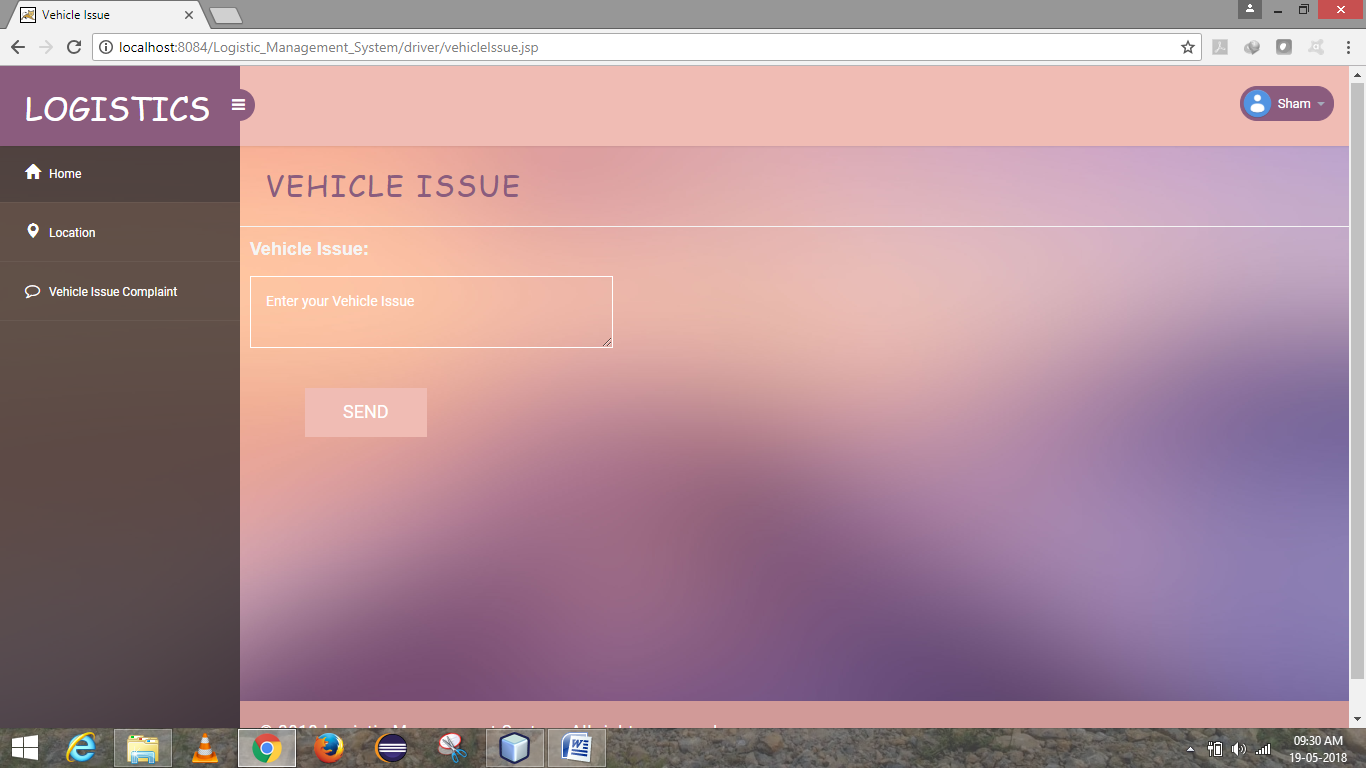 Vehicle Issue
localhost:8084/Logistic_Management_System/driver/vehicleIssue.jsp
LOGISTICS
Sham
Home
Location
Vehicle Issue Complaint
VEHICLE ISSUE
Vehicle Issue:
Enter your Vehicle Issue
SEND
09:30 AM
19-05-2018